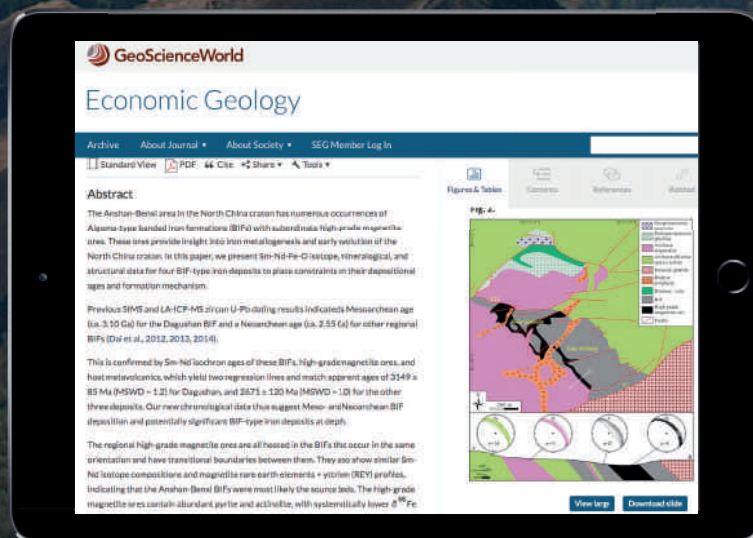 GeoScienceWorld
Economic Geology
Archive About Journal ▾ About Society ▾ SEG Member Log In
Standard View PDF Cite Share ▾ Tools ▾
Abstract
The Anshan-Benxi area in the North China craton has numerous occurrences of
Algoma-type banded iron formations (BIFs) with subordinate high-grade magnetite
ores. These ores provide insight into iron metallogenesis and early evolution of the
North China craton. In this paper, we present Sm-Nd-Fe-O isotope, mineralogical, and
structural data for four BIF-type iron deposits to place constraints in their depositional
ages and formation mechanism.
Previous SIMS and LA-ICP-MS zircon U-Pb dating results indicateds Mesoarchean age
(ca. 3.10 Ga) for the Dagushan BIF and a Neoarchean age (ca. 2.55 Ga) for other regional
BIFs (Dai et al., 2012, 2013, 2014).
This is confirmed by Sm-Nd isochron ages of these BIFs, high-grade magnetite ores, and
host metavolcanics, which yield two regression lines and match apparent ages of 3149 ±
85 Ma (MSWD = 1.2) for Dagushan, and 2671 ± 120 Ma (MSWD = 1.0) for the other
three deposits. Our new chronological data thus suggest Meso- and Neoarchean BIF
deposition and potentially significant BIF-type iron deposits at depth.
The regional high-grade magnetite ores are all hosted in the BIFs that occur in the same
orientation and have transitional boundaries between them. They aso show similar Sm-
Nd isotope compositions and magnetite rare earth elements + yttrium (REY) profiles,
indicating that the Anshan-Benxi BIFs were most likely the source beds. The high-grade
magnetite ores contain abundant pyrite and actinolite, with systematically lower δ⁵⁶Fe
Figures & Tables Contents References Related
Fig. 2.
View large Download slide